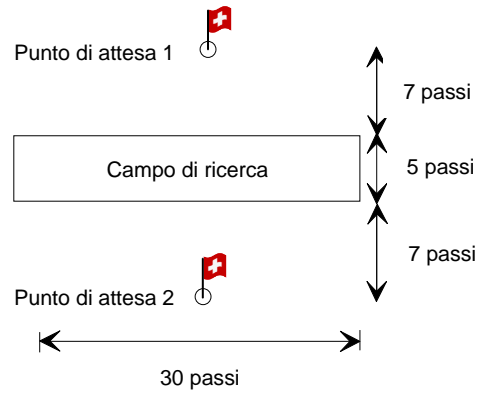 Punto di attesa 1
7 passi
Campo di ricerca
5 passi
7 passi
Punto di attesa 2
30 passi